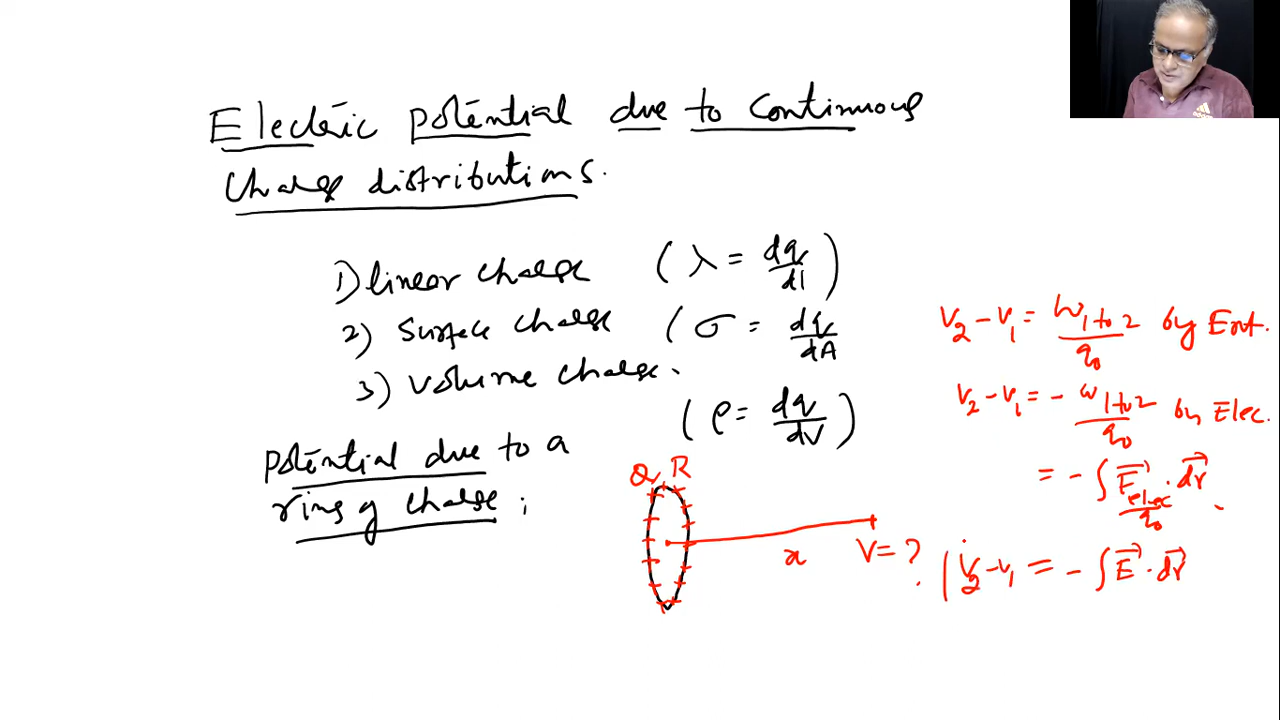 Electric potential due to continuous
charge distributions.
1) linear charge ( λ = dq/dl )
2) Surface charge ( σ = dq/dA
3) Volume charge.
( ρ = dq/dV )
potential due to a
ring of charge ;
Q R
x V = ?
V2 - V1 = W1 to 2 / q0 by Ext.
V2 - V1 = - W1 to 2 / q0 by Elec.
= - ∫ E⃗elec / q0 · dr⃗
V2 - V1 = - ∫ E⃗ · dr⃗